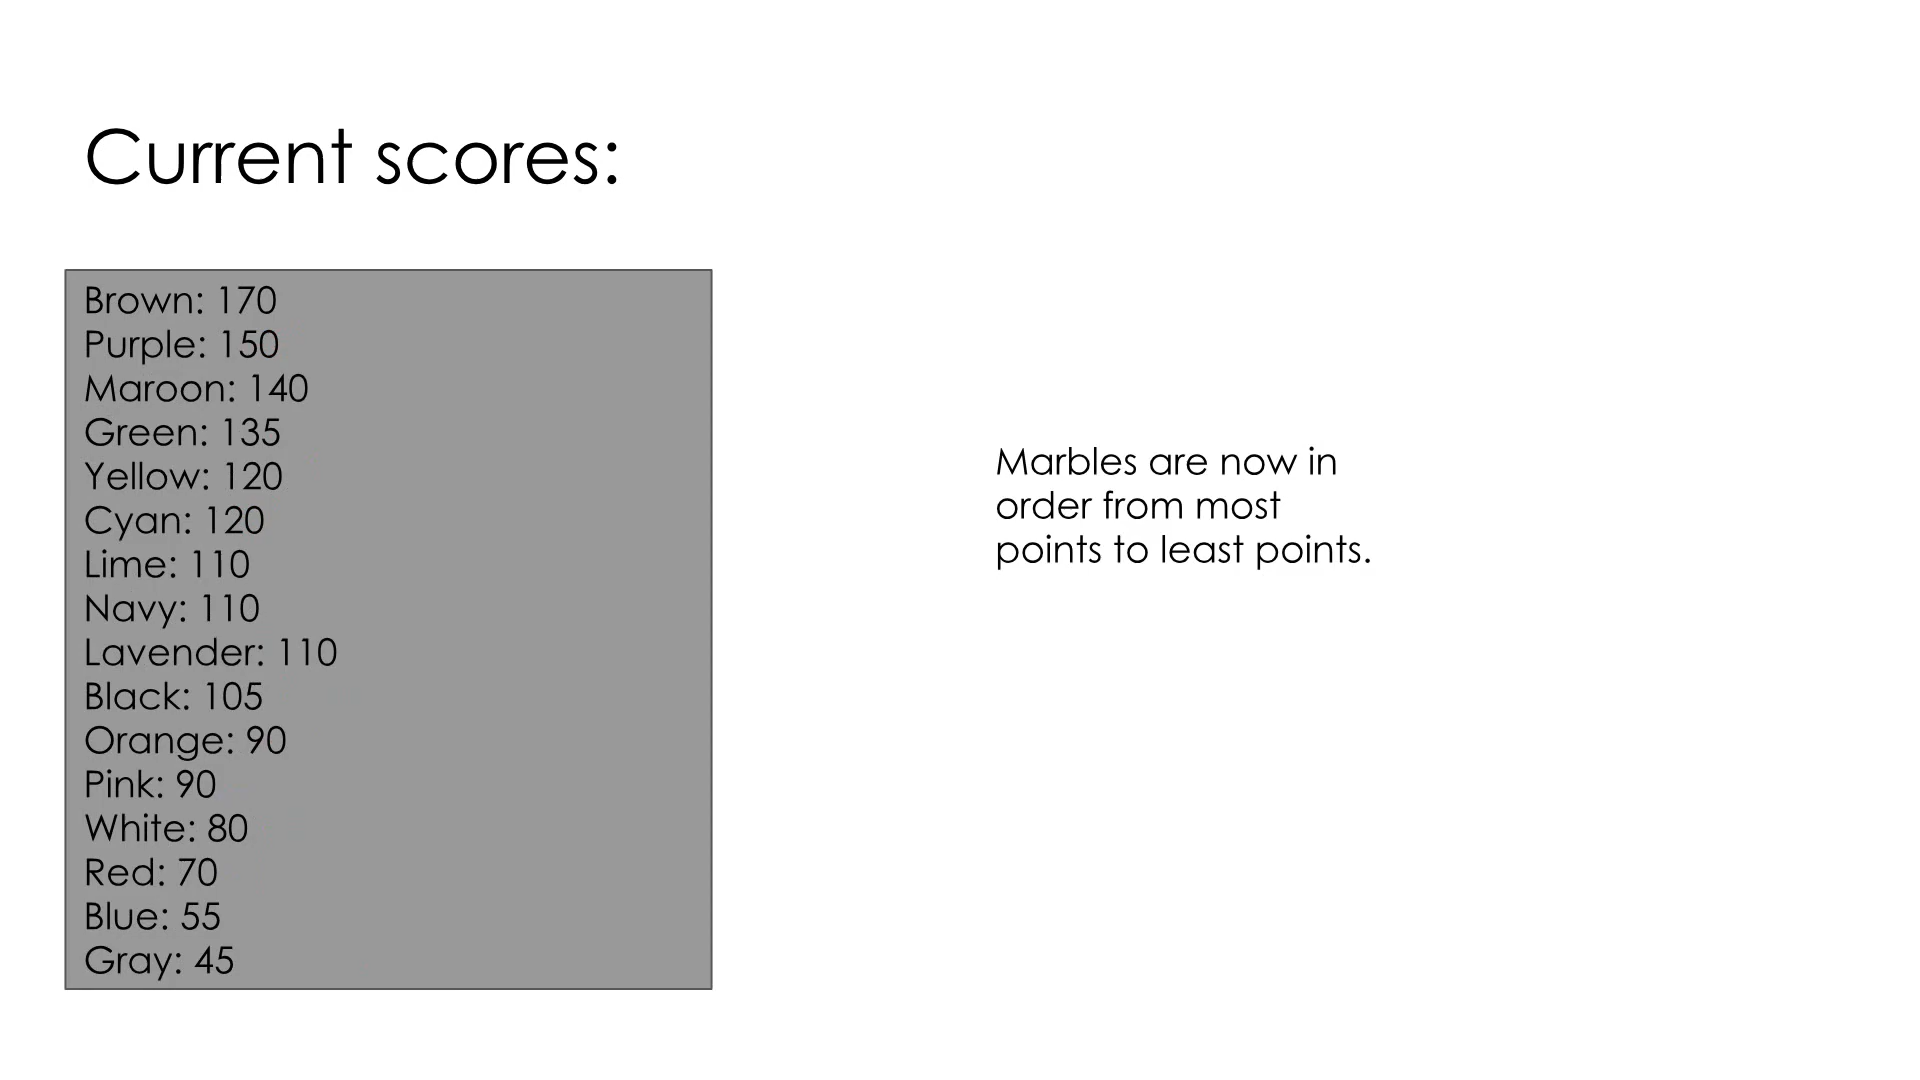 Current scores:
Brown: 170
Purple: 150
Maroon: 140
Green: 135
Yellow: 120
Cyan: 120
Lime: 110
Navy: 110
Lavender: 110
Black: 105
Orange: 90
Pink: 90
White: 80
Red: 70
Blue: 55
Gray: 45
Marbles are now in
order from most
points to least points.